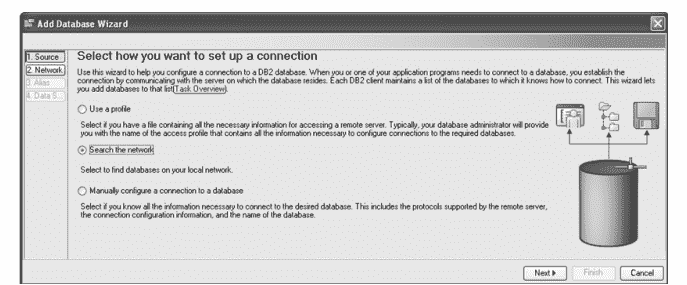 Add Database Wizard
1. Source
2. Network
3. Alias
4. Data S...
Select how you want to set up a connection
Use this wizard to help you configure a connection to a DB2 database. When you or one of your application programs needs to connect to a database, you establish the
connection by communicating with the server on which the database resides. Each DB2 client maintains a list of the databases to which it knows how to connect. This wizard lets
you add databases to that list(Task Overview).
Use a profile
Select if you have a file containing all the necessary information for accessing a remote server. Typically, your database administrator will provide
you with the name of the access profile that contains all the information necessary to configure connections to the required databases.
Search the network
Select to find databases on your local network.
Manually configure a connection to a database
Select if you know all the information necessary to connect to the desired database. This includes the protocols supported by the remote server,
the connection configuration information, and the name of the database.
Next Finish Cancel